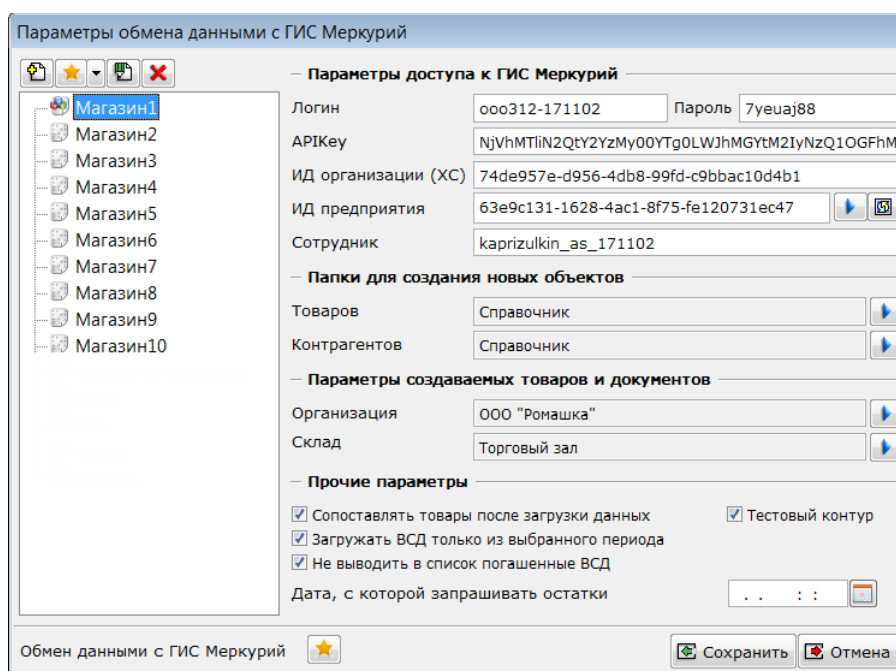 Параметры обмена данными с ГИС Меркурий
Магазин1
Магазин2
Магазин3
Магазин4
Магазин5
Магазин6
Магазин7
Магазин8
Магазин9
Магазин10
Параметры доступа к ГИС Меркурий
Логин ooo312-171102 Пароль 7yeuaj88
APIKey NjVhMTliN2QtY2YzMy00YTg0LWJhMGYtM2IyNzQ1OGFhM
ИД организации (ХС) 74de957e-d956-4db8-99fd-c9bbac10d4b1
ИД предприятия 63e9c131-1628-4ac1-8f75-fe120731ec47
Сотрудник kaprizulkin_as_171102
Папки для создания новых объектов
Товаров Справочник
Контрагентов Справочник
Параметры создаваемых товаров и документов
Организация ООО "Ромашка"
Склад Торговый зал
Прочие параметры
Сопоставлять товары после загрузки данных Тестовый контур
Загружать ВСД только из выбранного периода
Не выводить в список погашенные ВСД
Дата, с которой запрашивать остатки . . : :
Обмен данными с ГИС Меркурий Сохранить Отмена